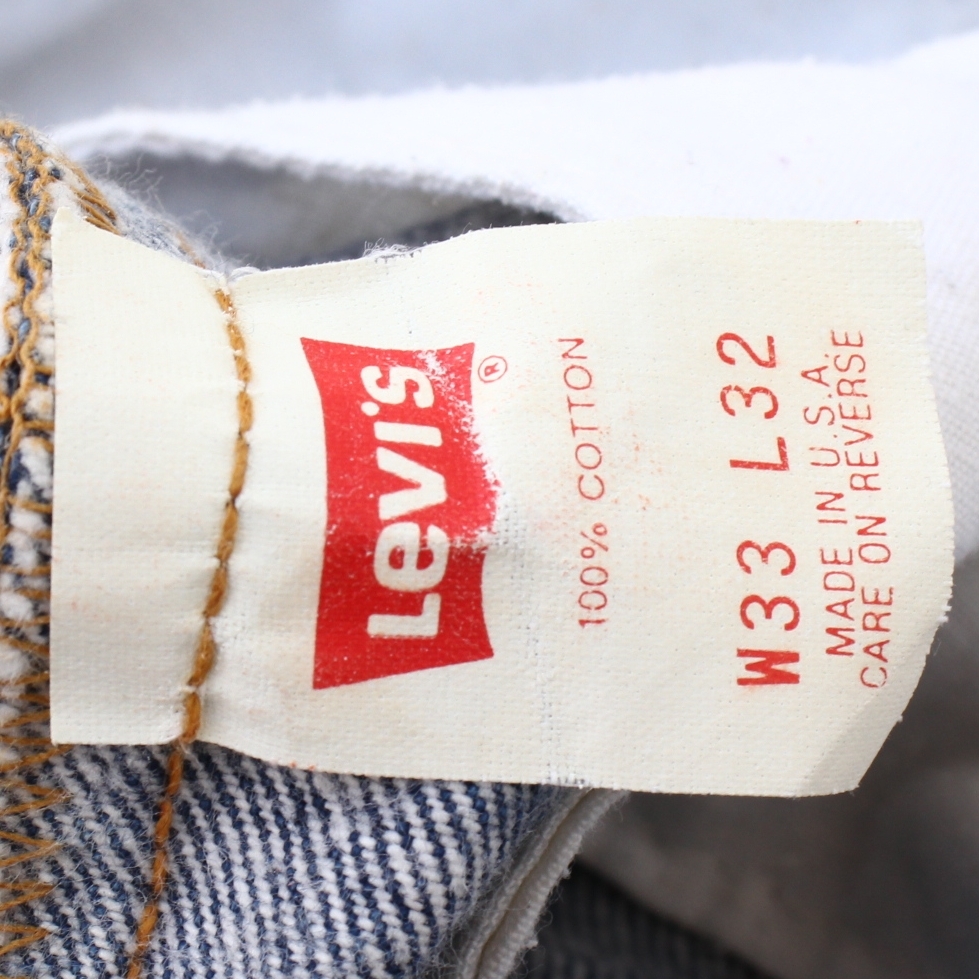 Levi's ®
100% COTTON
W33 L32
MADE IN U.S.A.
CARE ON REVERSE